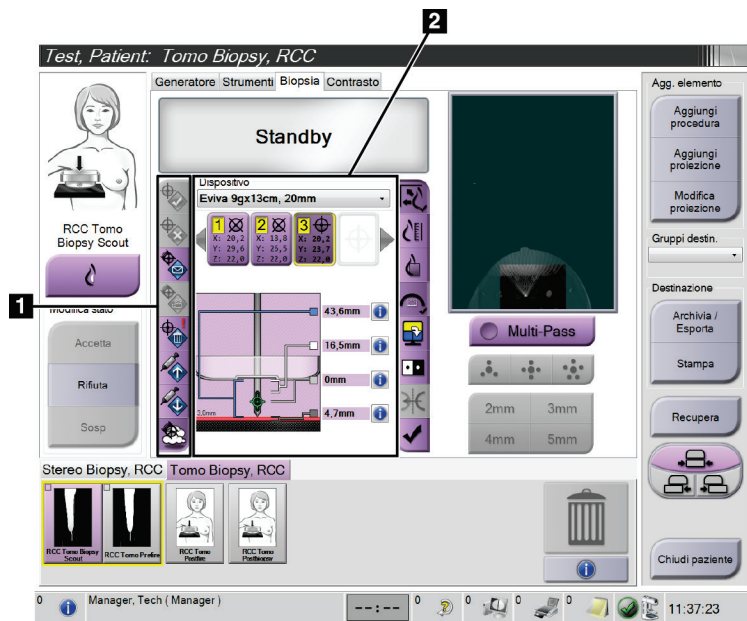 2
Test, Patient: Tomo Biopsy, RCC
Generatore Strumenti Biopsia Contrasto
Standby
RCC Tomo
Biopsy Scout
1
Modifica stato
Accetta
Rifiuta
Sosp
Dispositivo
Eviva 9gx13cm, 20mm
1
X: 20,2
Y: 29,6
Z: 22,0
2
X: 13,8
Y: 25,5
Z: 22,0
3
X: 20,2
Y: 23,7
Z: 22,0
43,6mm
16,5mm
0mm
4,7mm
3,6mm
Multi-Pass
2mm 3mm
4mm 5mm
Agg. elemento
Aggiungi
procedura
Aggiungi
proiezione
Modifica
proiezione
Gruppi destin.
Destinazione
Archivia /
Esporta
Stampa
Recupera
Chiudi paziente
Stereo Biopsy, RCC Tomo Biopsy, RCC
RCC Tomo Biopsy
Scout
RCC Tomo Prefire
RCC Tomo
Postfire
RCC Tomo
Postbiopsy
0 Manager, Tech ( Manager ) --:-- 0 0 0 11:37:23